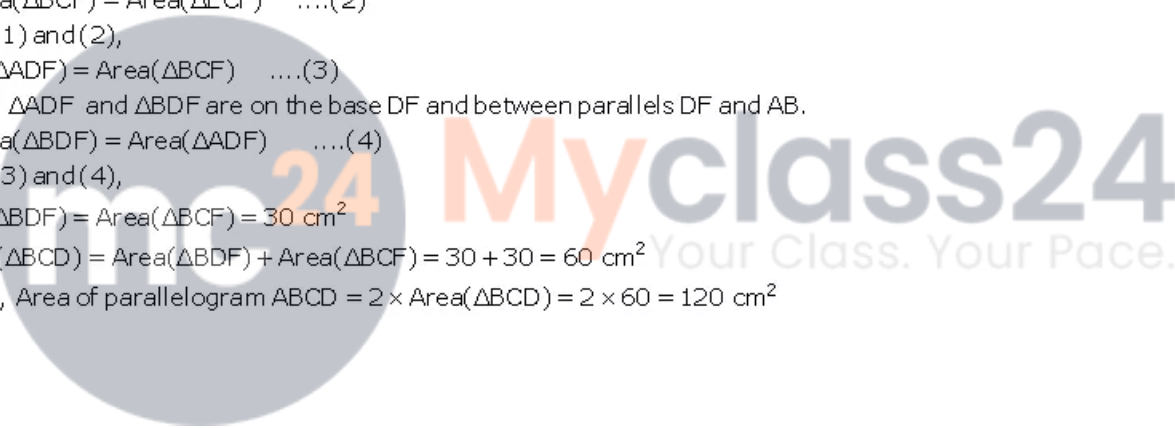 a(ΔBCF) = Area(ΔECF) ....(2)
1) and (2),
ΔADF) = Area(ΔBCF) ....(3)
ΔADF and ΔBDF are on the base DF and between parallels DF and AB.
a(ΔBDF) = Area(ΔADF) ....(4)
3) and (4),
ΔBDF) = Area(ΔBCF) = 30 cm²
(ΔBCD) = Area(ΔBDF) + Area(ΔBCF) = 30 + 30 = 60 cm²
, Area of parallelogram ABCD = 2 × Area(ΔBCD) = 2 × 60 = 120 cm²
mc24
Myclass24
Your Class. Your Pace.